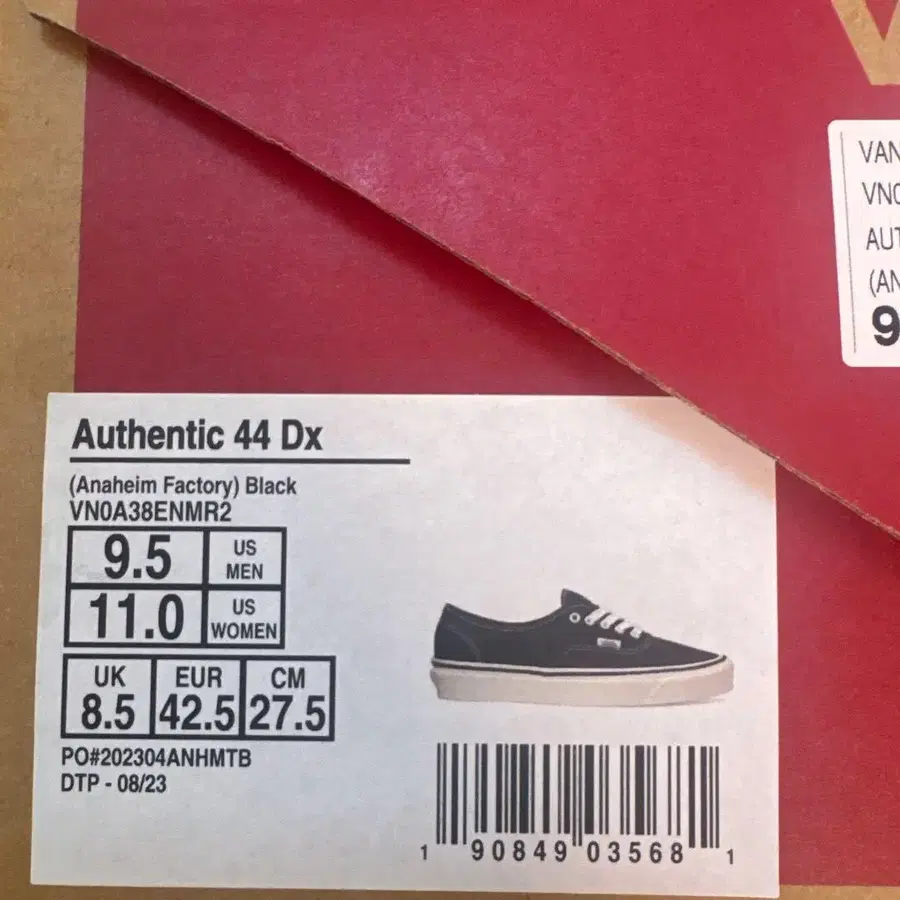 VAN
VN0
AUT
(AN
9
Authentic 44 Dx
(Anaheim Factory) Black
VN0A38ENMR2
9.5 US MEN
11.0 US WOMEN
UK EUR CM
8.5 42.5 27.5
PO#202304ANHMTB
DTP - 08/23
1 90849 03568 1